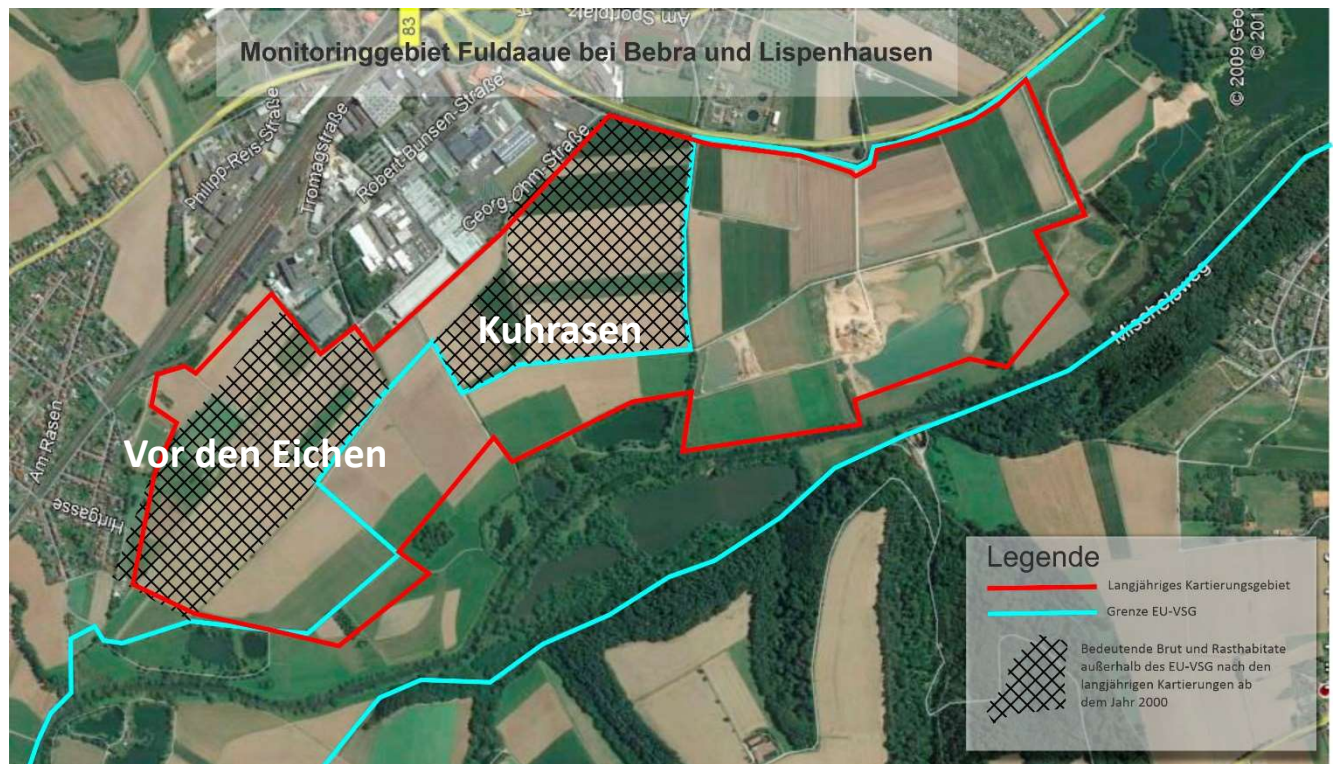 Am Sportplatz
83
Monitoringgebiet Fuldaaue bei Bebra und Lispenhausen
© 2009 Geo
© 201
Philipp-Reis-Straße
Tromagstraße
Robert-Bunsen-Straße
Georg-Ohm-Straße
Mischelsweg
Kuhrasen
Am Rasen
Vor den Eichen
Hirtgasse
Legende
Langjähriges Kartierungsgebiet
Grenze EU-VSG
Bedeutende Brut und Rasthabitate
außerhalb des EU-VSG nach den
langjährigen Kartierungen ab
dem Jahr 2000